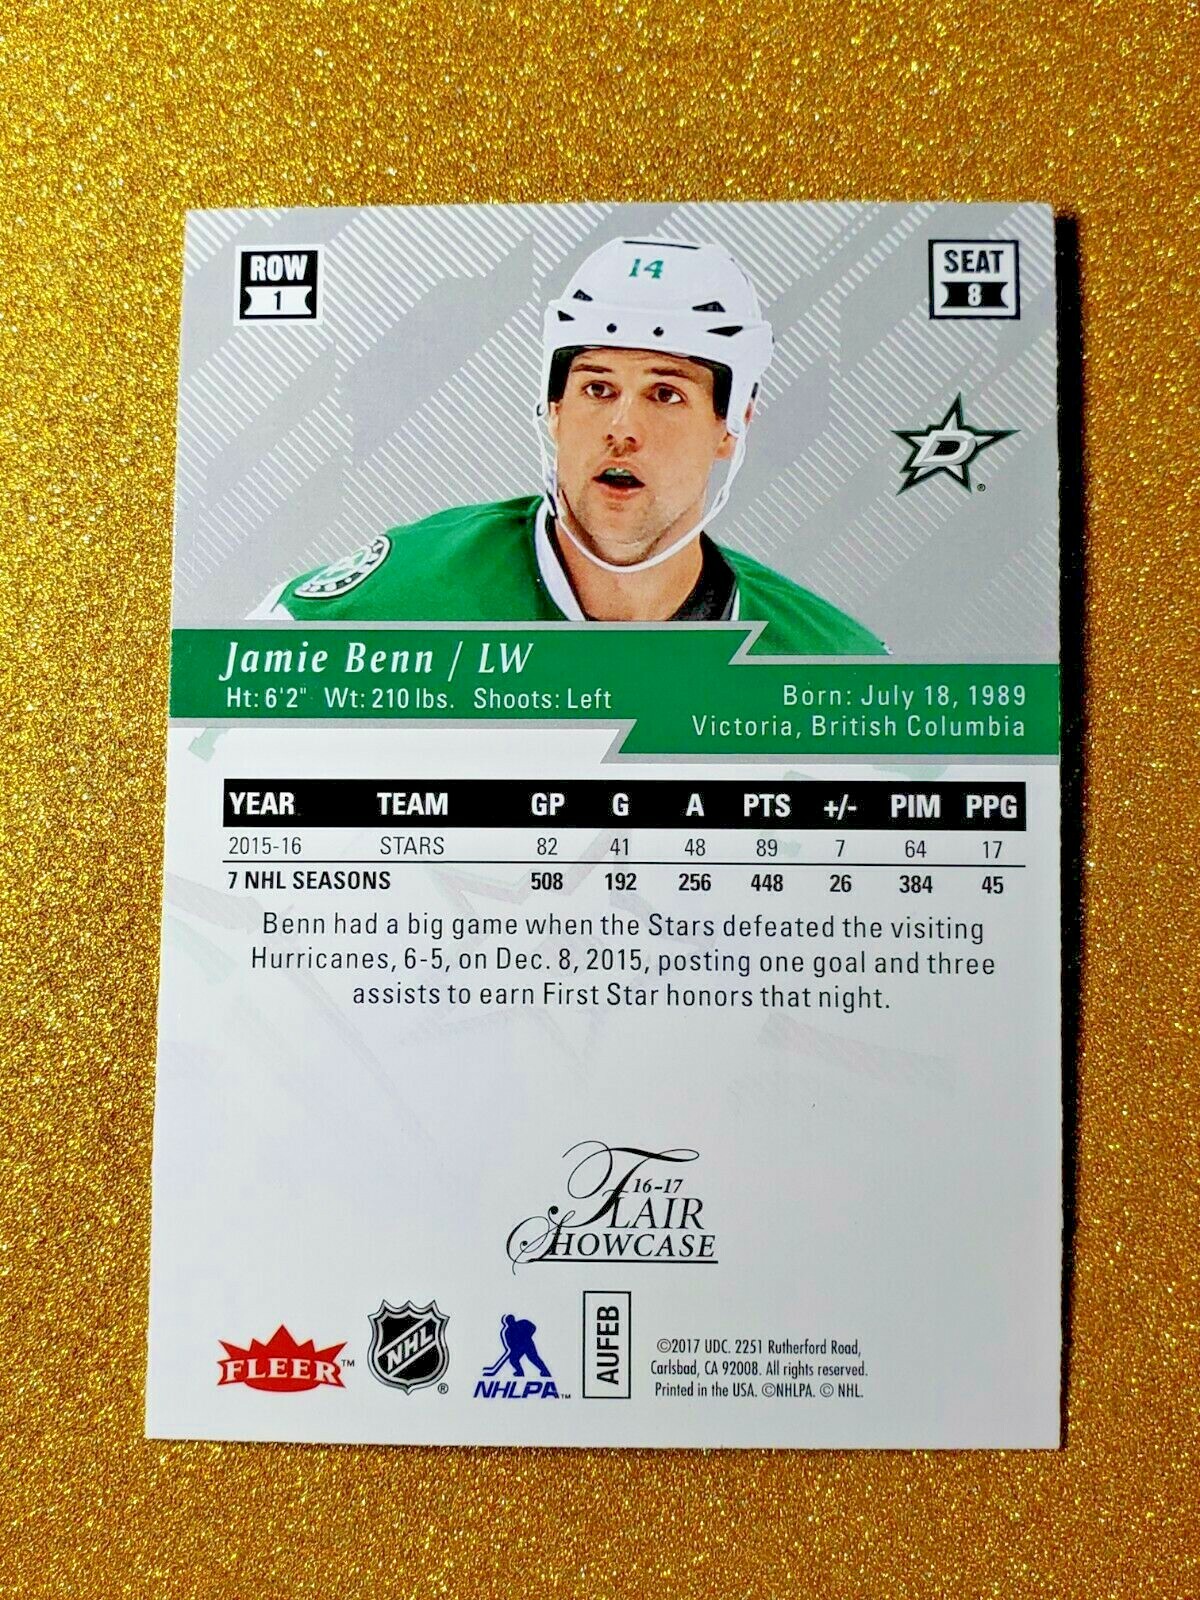 ROW
1
SEAT
8
14
D
®
Jamie Benn / LW
Ht: 6'2" Wt: 210 lbs. Shoots: Left
Born: July 18, 1989
Victoria, British Columbia
YEAR TEAM GP G A PTS +/- PIM PPG
2015-16 STARS 82 41 48 89 7 64 17
7 NHL SEASONS 508 192 256 448 26 384 45
Benn had a big game when the Stars defeated the visiting
Hurricanes, 6-5, on Dec. 8, 2015, posting one goal and three
assists to earn First Star honors that night.
16-17
FLAIR
SHOWCASE
FLEER™
NHL®
NHLPA™
AUFEB
©2017 UDC. 2251 Rutherford Road,
Carlsbad, CA 92008. All rights reserved.
Printed in the USA. ©NHLPA. © NHL.